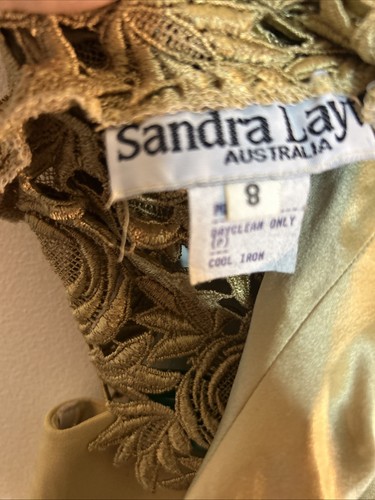 Sandra Lay
AUSTRALIA
8
DRYCLEAN ONLY
(P)
COOL IRON